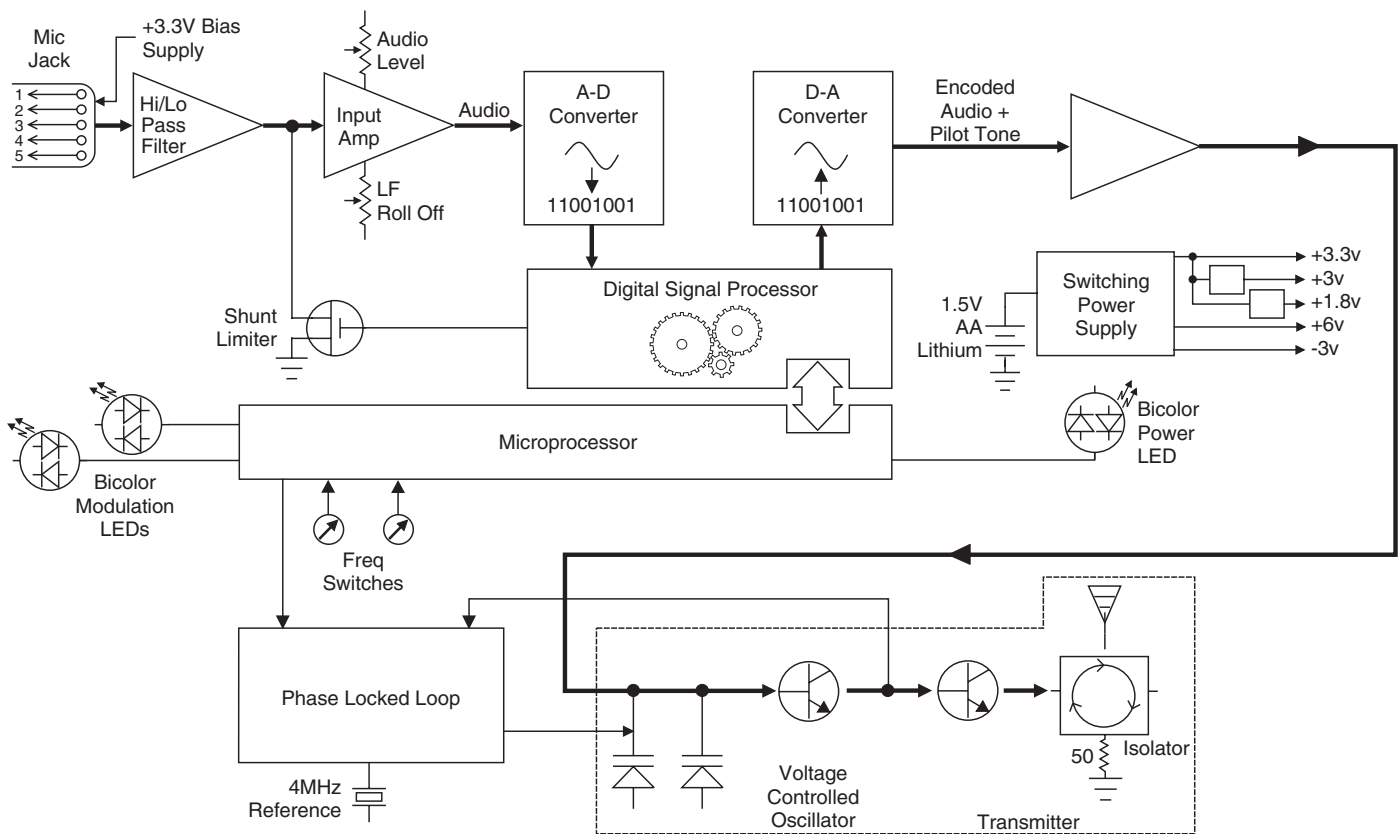 Mic
Jack
+3.3V Bias
Supply
1
2
3
4
5
Hi/Lo
Pass
Filter
Audio
Level
Input
Amp
LF
Roll Off
Audio
A-D
Converter
11001001
D-A
Converter
11001001
Encoded
Audio +
Pilot Tone
Shunt
Limiter
Digital Signal Processor
1.5V
AA
Lithium
Switching
Power
Supply
+3.3v
+3v
+1.8v
+6v
-3v
Bicolor
Modulation
LEDs
Microprocessor
Bicolor
Power
LED
Freq
Switches
Phase Locked Loop
4MHz
Reference
Voltage
Controlled
Oscillator
50
Isolator
Transmitter